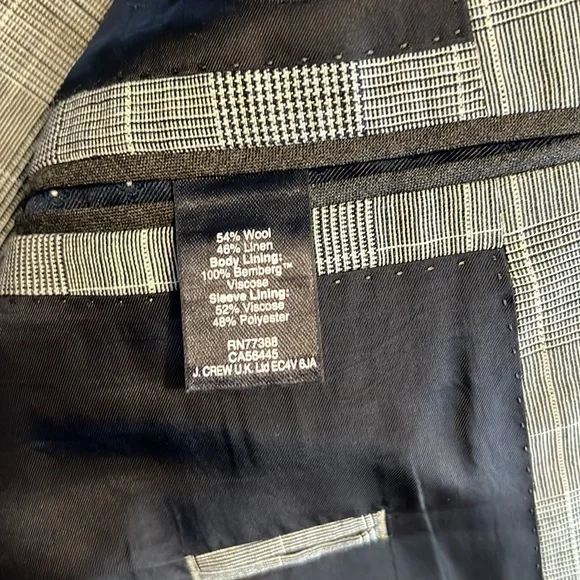 54% Wool
46% Linen
Body Lining:
100% Bemberg™
Viscose
Sleeve Lining:
52% Viscose
48% Polyester
RN77388
CA56445
J. CREW U.K. Ltd EC4V 6JA